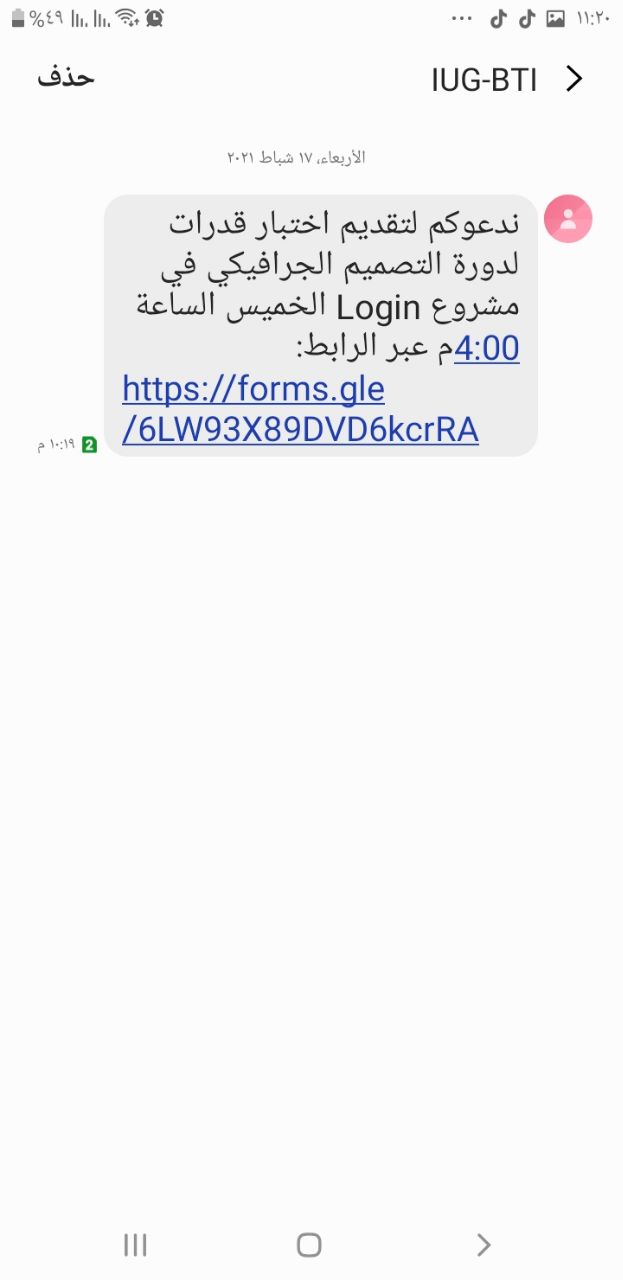 ١١:٢٠
%٤٩
IUG-BTI
حذف
الأربعاء، ١٧ شباط ٢٠٢١
ندعوكم لتقديم اختبار قدرات
لدورة التصميم الجرافيكي في
مشروع Login الخميس الساعة
4:00م عبر الرابط:
https://forms.gle
/6LW93X89DVD6kcrRA
2 ١٠:١٩ م